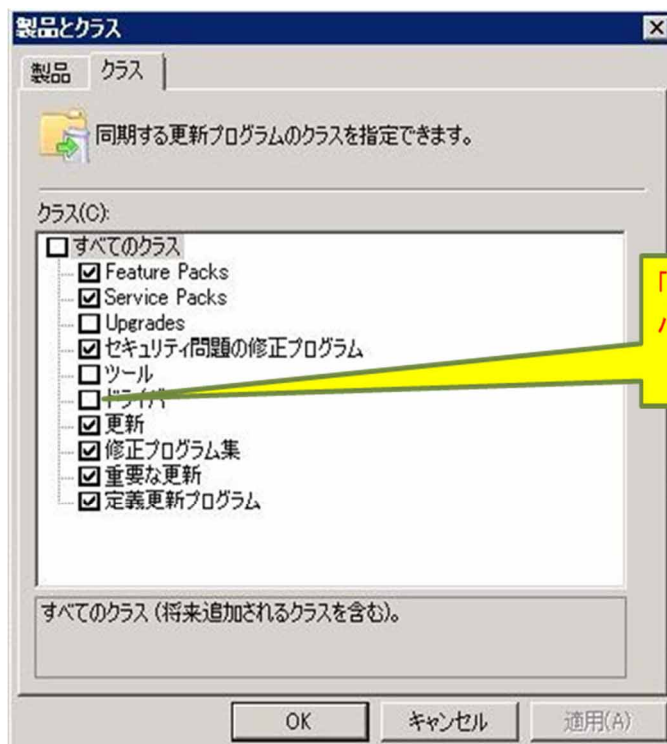 製品とクラス
製品 クラス
同期する更新プログラムのクラスを指定できます。
クラス(C):
すべてのクラス
Feature Packs
Service Packs
Upgrades
セキュリティ問題の修正プログラム
ツール
ドライバ
更新
修正プログラム集
重要な更新
定義更新プログラム
すべてのクラス (将来追加されるクラスを含む)。
OK キャンセル 適用(A)